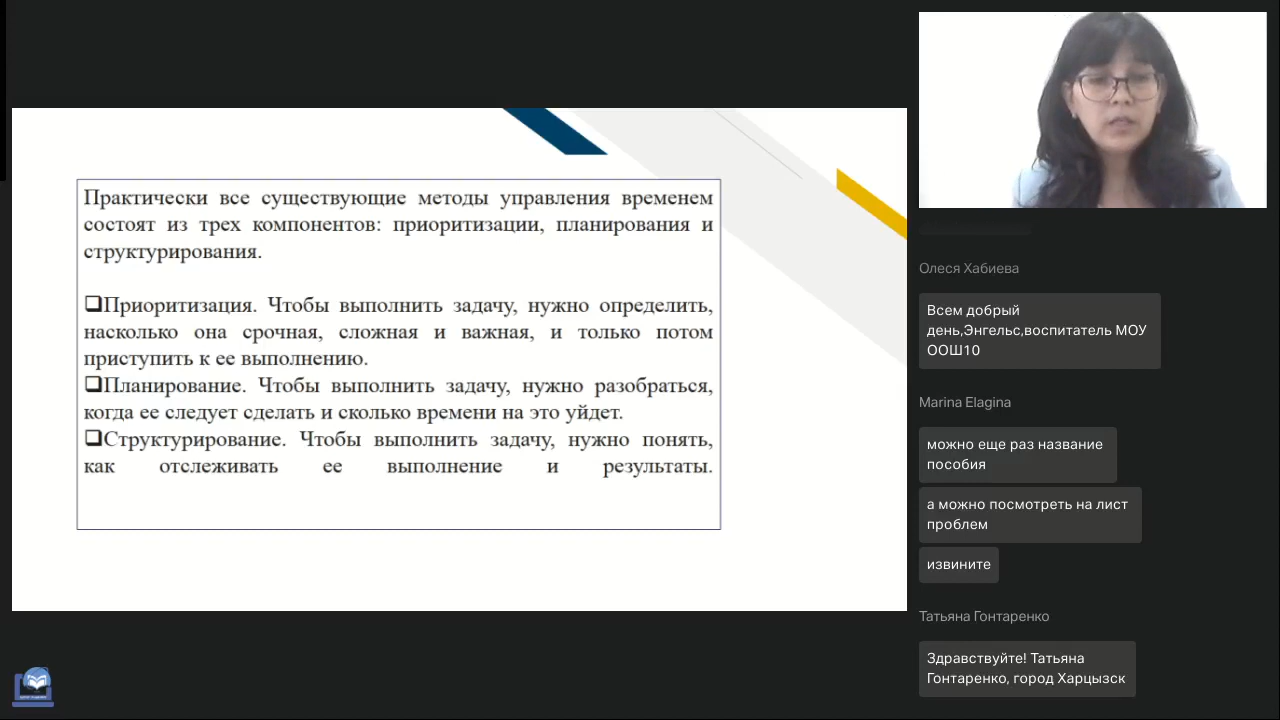 Практически все существующие методы управления временем
состоят из трех компонентов: приоритизации, планирования и
структурирования.
❑Приоритизация. Чтобы выполнить задачу, нужно определить,
насколько она срочная, сложная и важная, и только потом
приступить к ее выполнению.
❑Планирование. Чтобы выполнить задачу, нужно разобраться,
когда ее следует сделать и сколько времени на это уйдет.
❑Структурирование. Чтобы выполнить задачу, нужно понять,
как отслеживать ее выполнение и результаты.
Олеся Хабиева
Всем добрый
день,Энгельс,воспитатель МОУ
ООШ10
Marina Elagina
можно еще раз название
пособия
а можно посмотреть на лист
проблем
извините
Татьяна Гонтаренко
Здравствуйте! Татьяна
Гонтаренко, город Харцызск